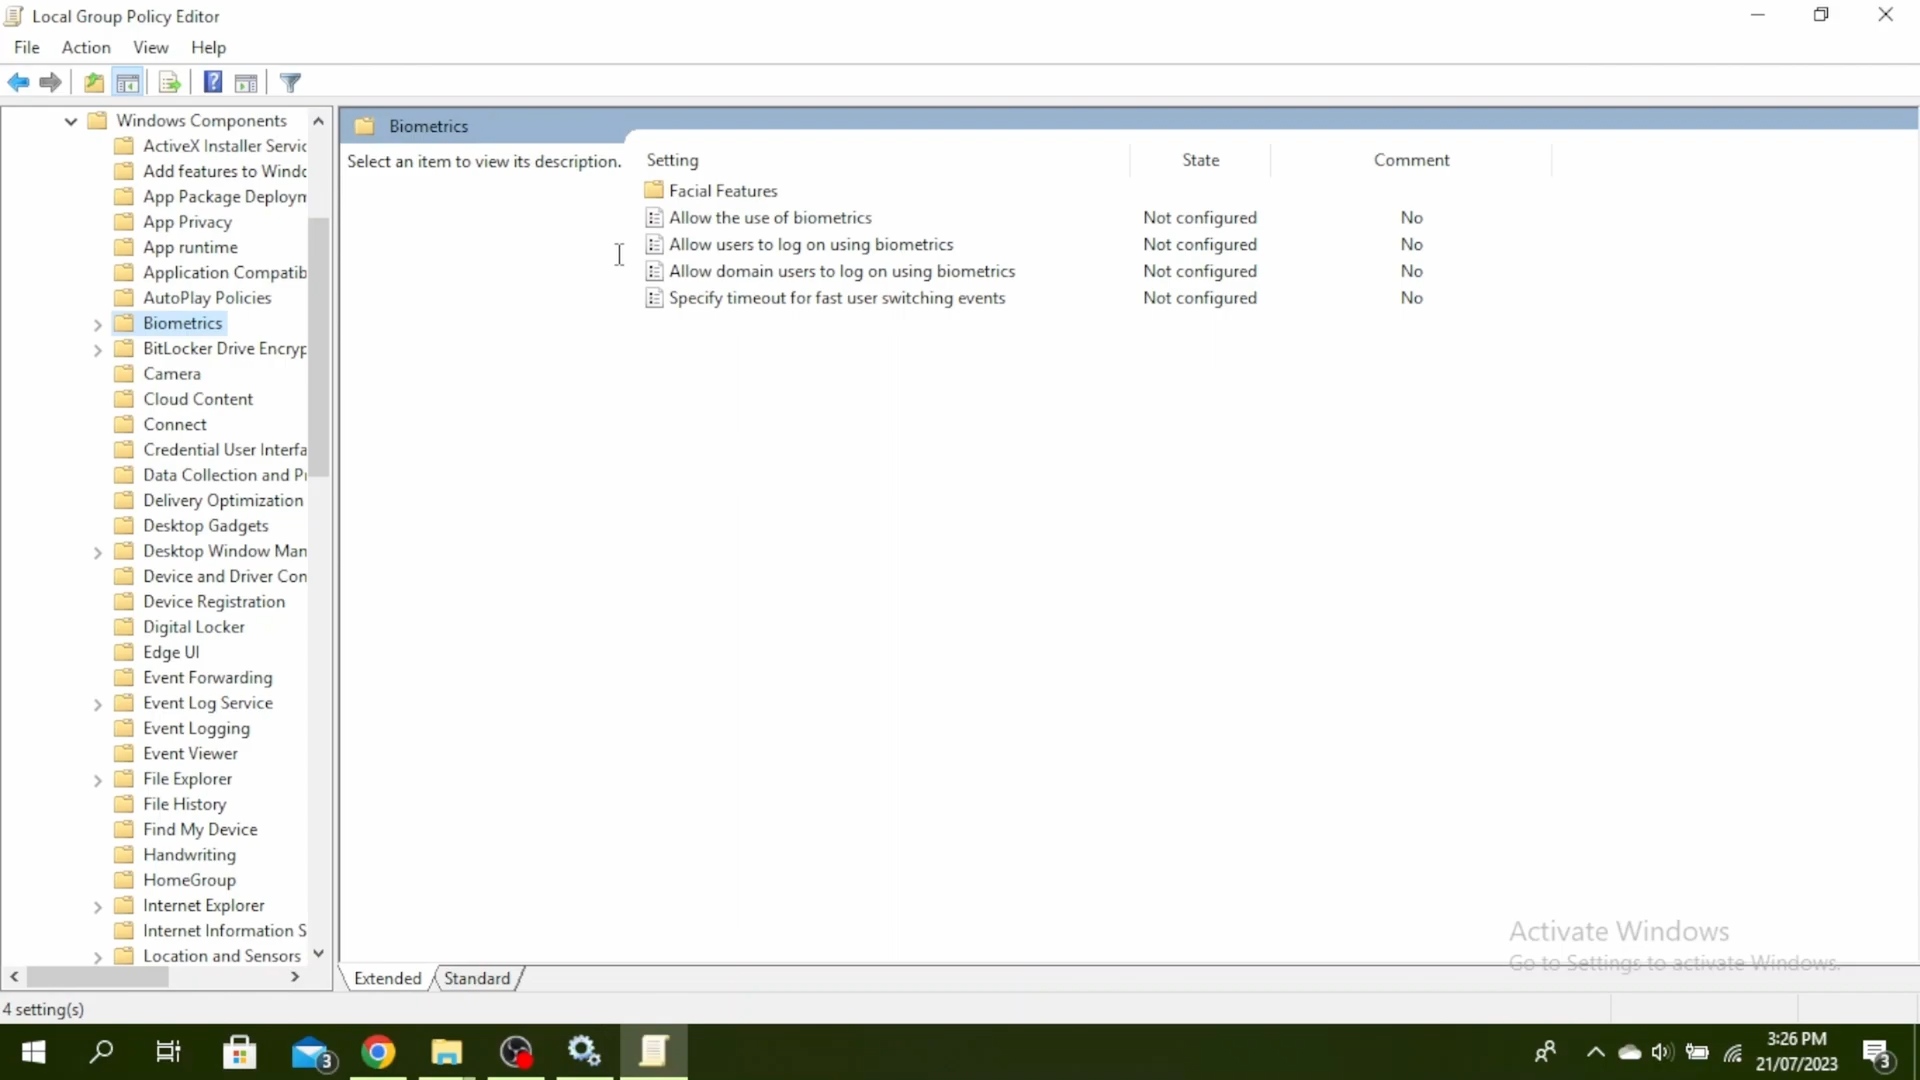 Local Group Policy Editor
File Action View Help
Windows Components
ActiveX Installer Servic
Add features to Windo
App Package Deploym
App Privacy
App runtime
Application Compatib
AutoPlay Policies
Biometrics
BitLocker Drive Encryp
Camera
Cloud Content
Connect
Credential User Interfa
Data Collection and Pr
Delivery Optimization
Desktop Gadgets
Desktop Window Man
Device and Driver Com
Device Registration
Digital Locker
Edge UI
Event Forwarding
Event Log Service
Event Logging
Event Viewer
File Explorer
File History
Find My Device
Handwriting
HomeGroup
Internet Explorer
Internet Information S
Location and Sensors
Biometrics
Select an item to view its description.
Setting State Comment
Facial Features
Allow the use of biometrics Not configured No
Allow users to log on using biometrics Not configured No
Allow domain users to log on using biometrics Not configured No
Specify timeout for fast user switching events Not configured No
Activate Windows
Go to Settings to activate Windows.
Extended Standard
4 setting(s)
3
3:26 PM
21/07/2023
3